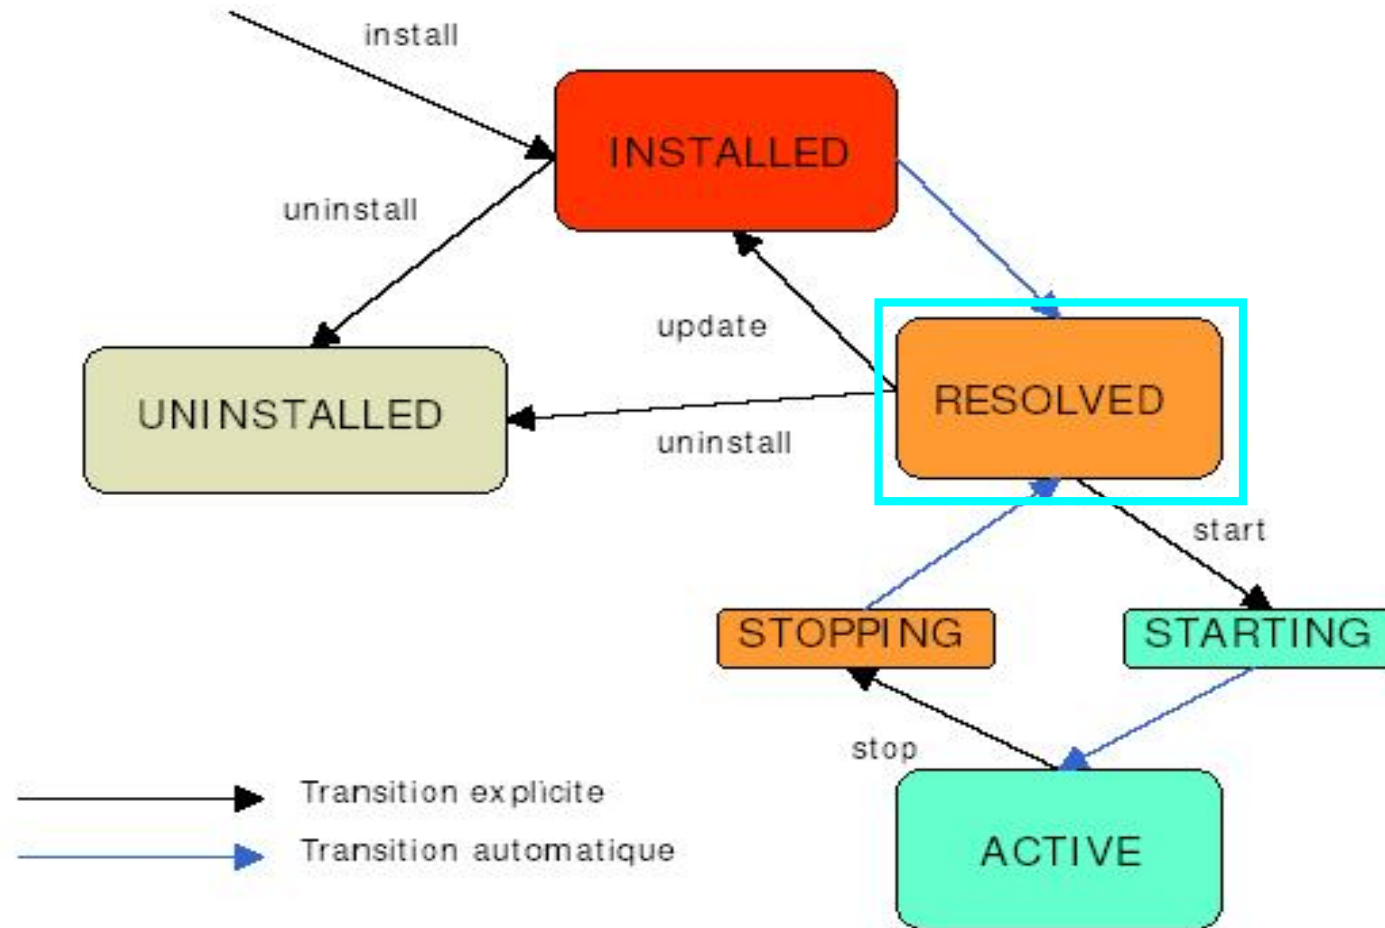 install
INSTALLED
uninstall
update
RESOLVED
UNINSTALLED
uninstall
start
STOPPING
STARTING
stop
Transition explicite
Transition automatique
ACTIVE